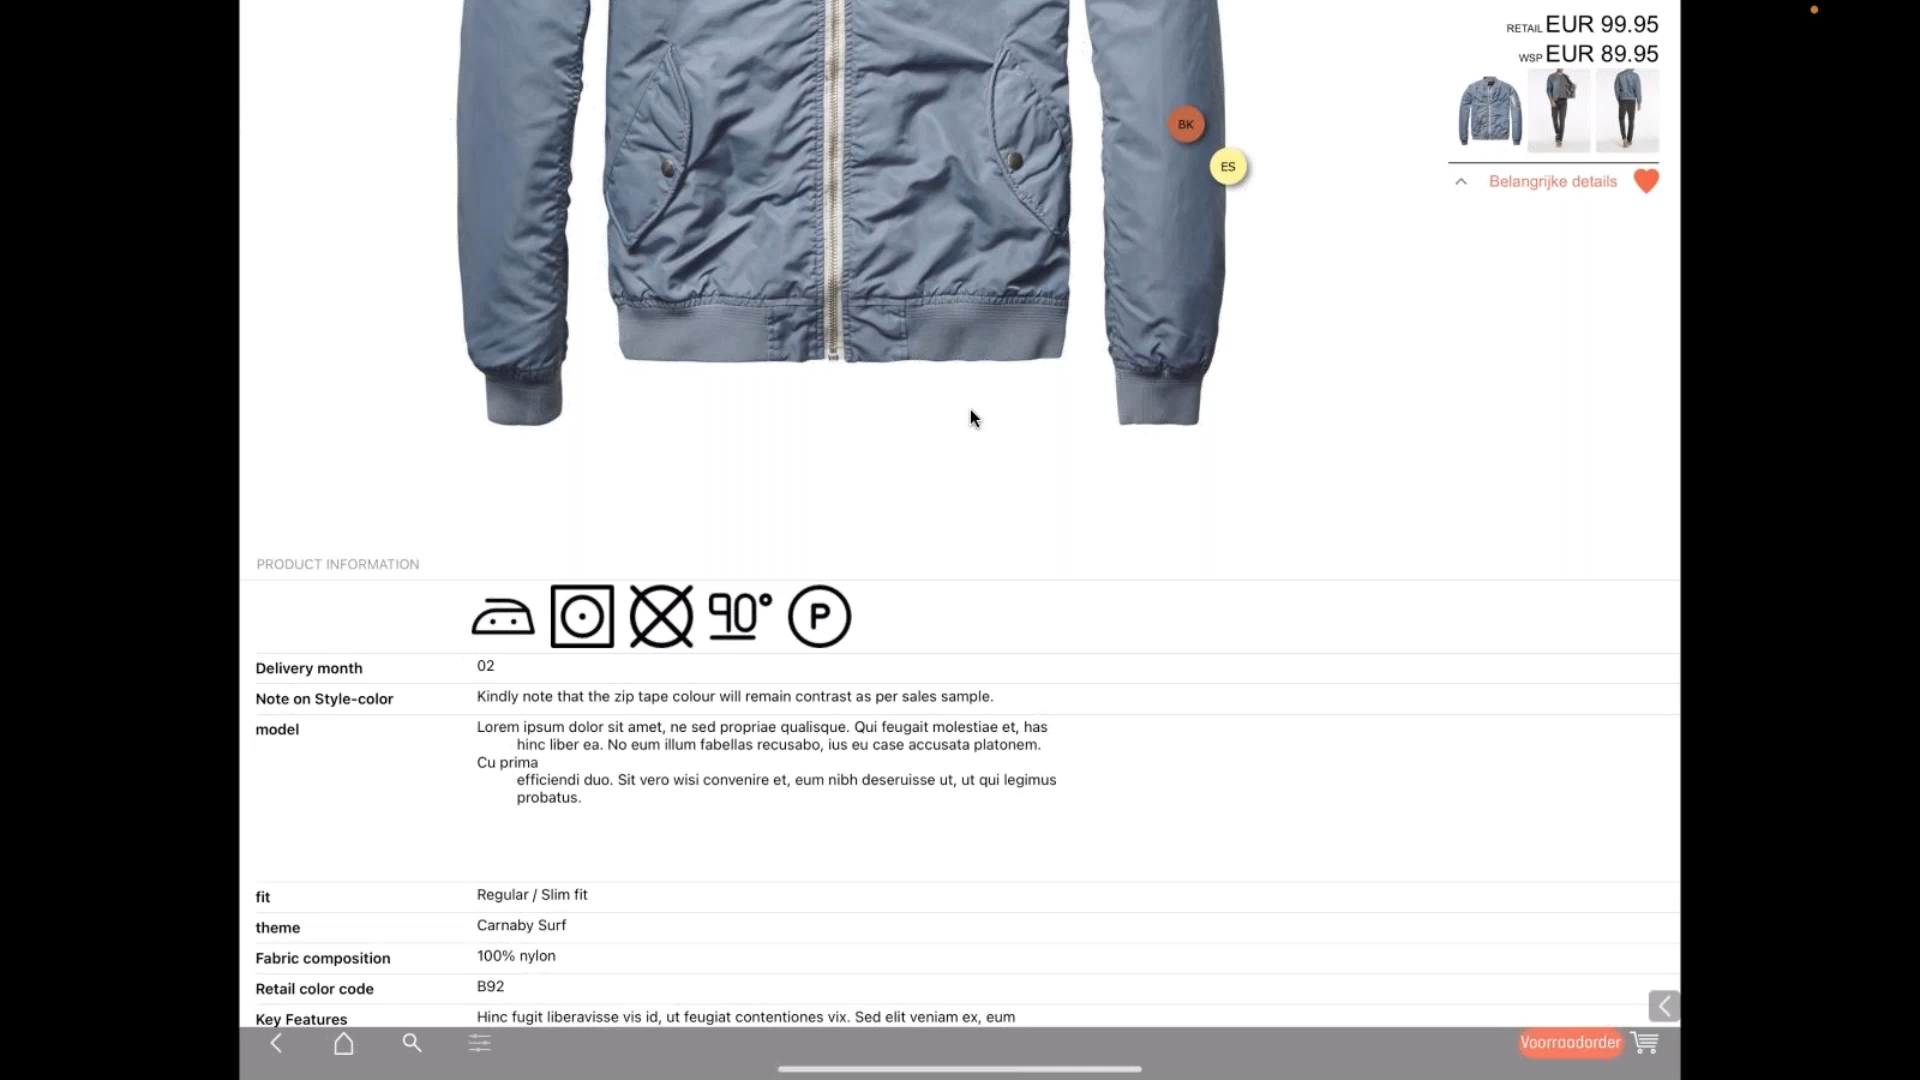 RETAIL EUR 99.95
WSP EUR 89.95
BK
ES
Belangrijke details
PRODUCT INFORMATION
90° P
Delivery month 02
Note on Style-color Kindly note that the zip tape colour will remain contrast as per sales sample.
model Lorem ipsum dolor sit amet, ne sed propriae qualisque. Qui feugait molestiae et, has
hinc liber ea. No eum illum fabellas recusabo, ius eu case accusata platonem.
Cu prima
efficiendi duo. Sit vero wisi convenire et, eum nibh deseruisse ut, ut qui legimus
probatus.
fit Regular / Slim fit
theme Carnaby Surf
Fabric composition 100% nylon
Retail color code B92
Key Features Hinc fugit liberavisse vis id, ut feugiat contentiones vix. Sed elit veniam ex, eum
Voorraadorder